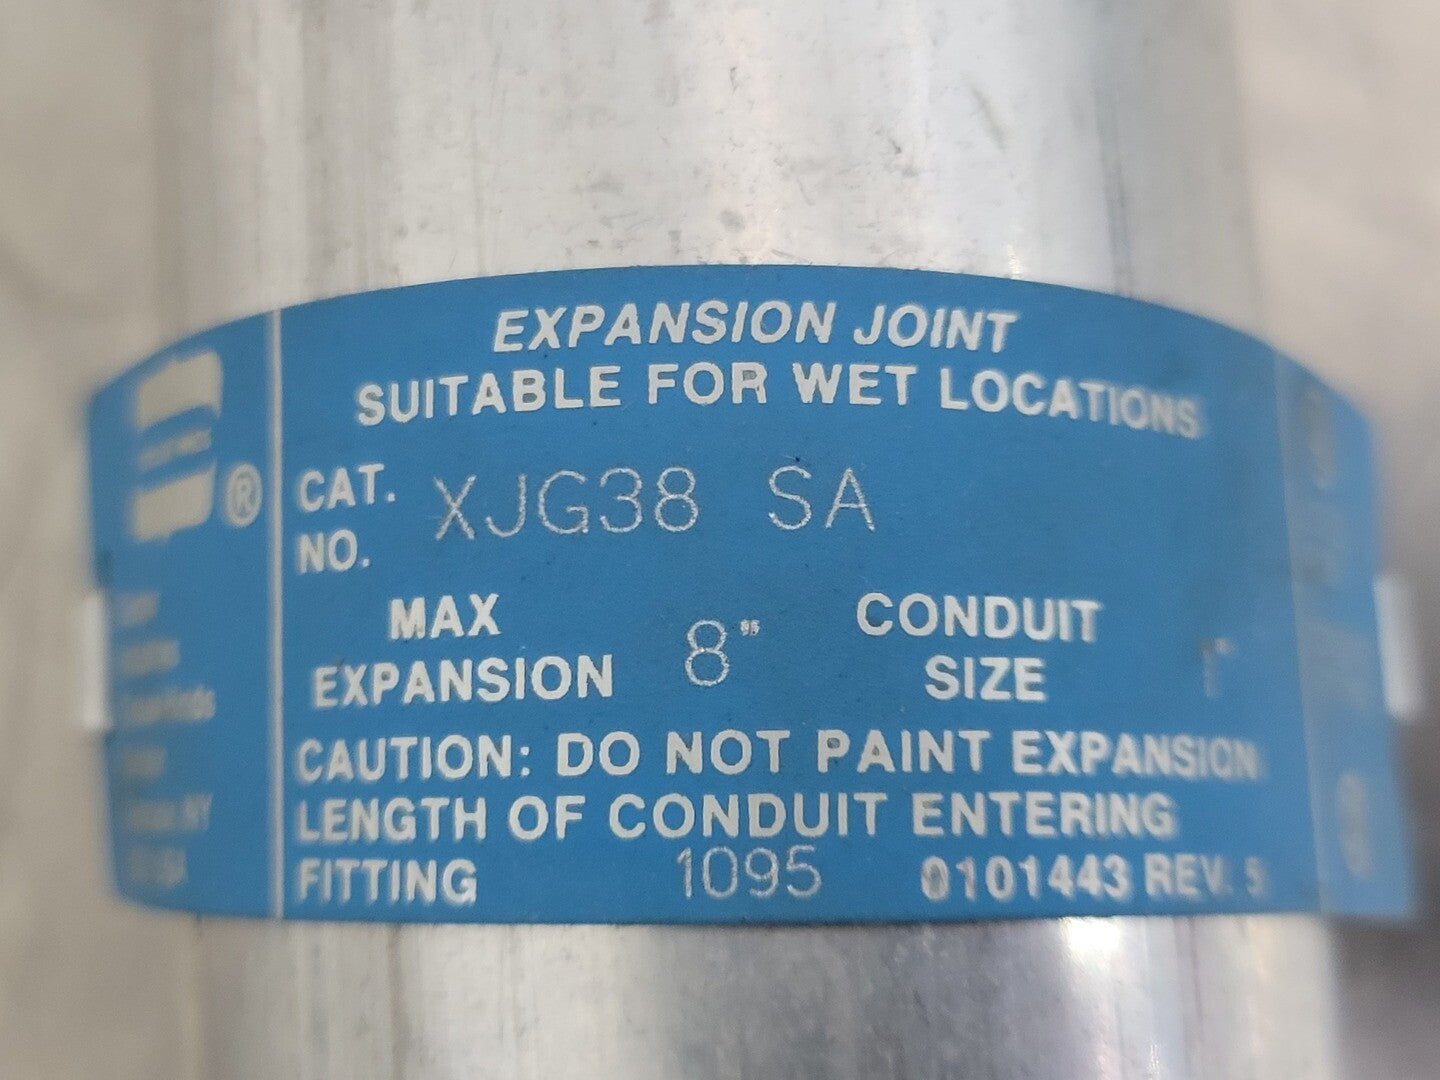 EXPANSION JOINT
SUITABLE FOR WET LOCATIONS
®
CAT. NO. XJG38 SA
MAX EXPANSION 8"
CONDUIT SIZE 1"
CAUTION: DO NOT PAINT EXPANSION
LENGTH OF CONDUIT ENTERING
FITTING 1095 0101443 REV. 5